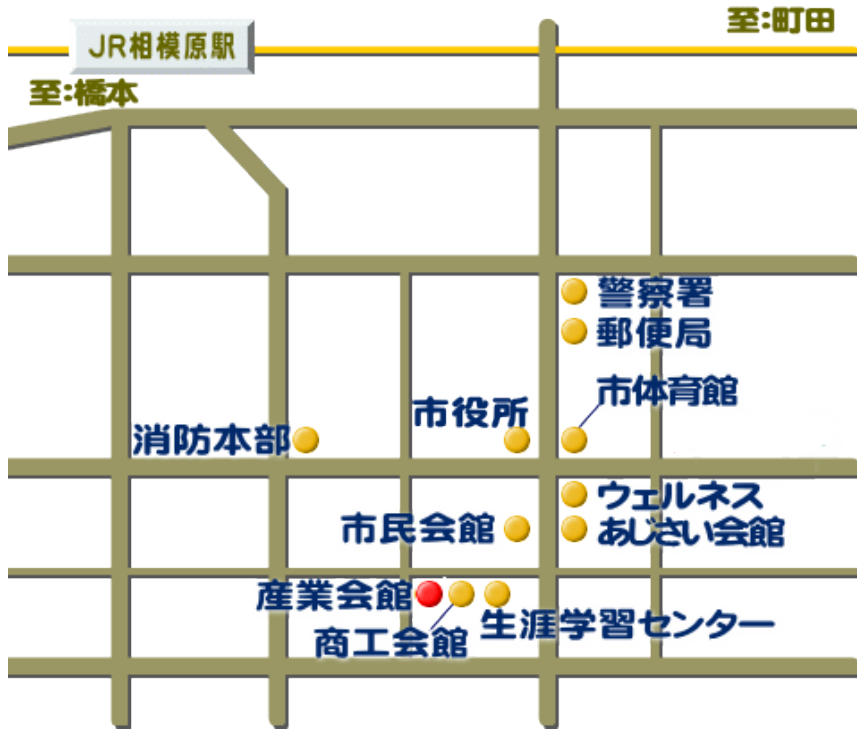 至:町田
JR相模原駅
至:橋本
警察署
郵便局
市体育館
市役所
消防本部
ウェルネス
あじさい会館
市民会館
産業会館
生涯学習センター
商工会館